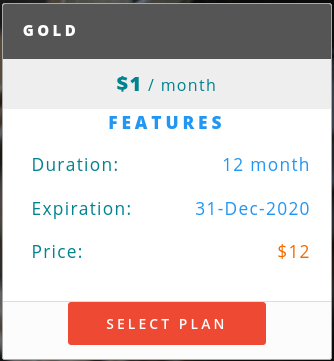 GOLD
$1 / month
FEATURES
Duration: 12 month
Expiration: 31-Dec-2020
Price: $12
SELECT PLAN